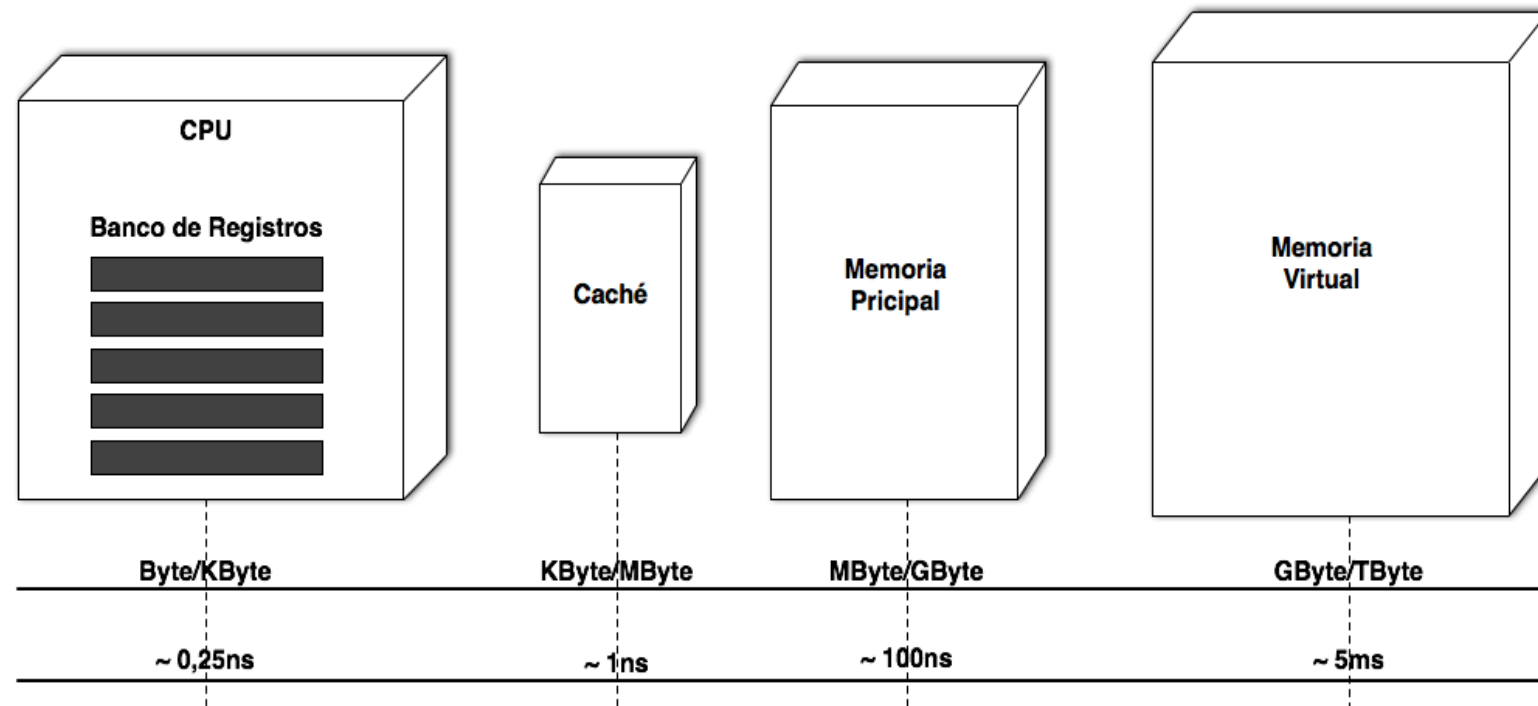 CPU
Banco de Registros
Caché
Memoria
Pricipal
Memoria
Virtual
Byte/KByte
KByte/MByte
MByte/GByte
GByte/TByte
~ 0,25ns
~ 1ns
~ 100ns
~ 5ms